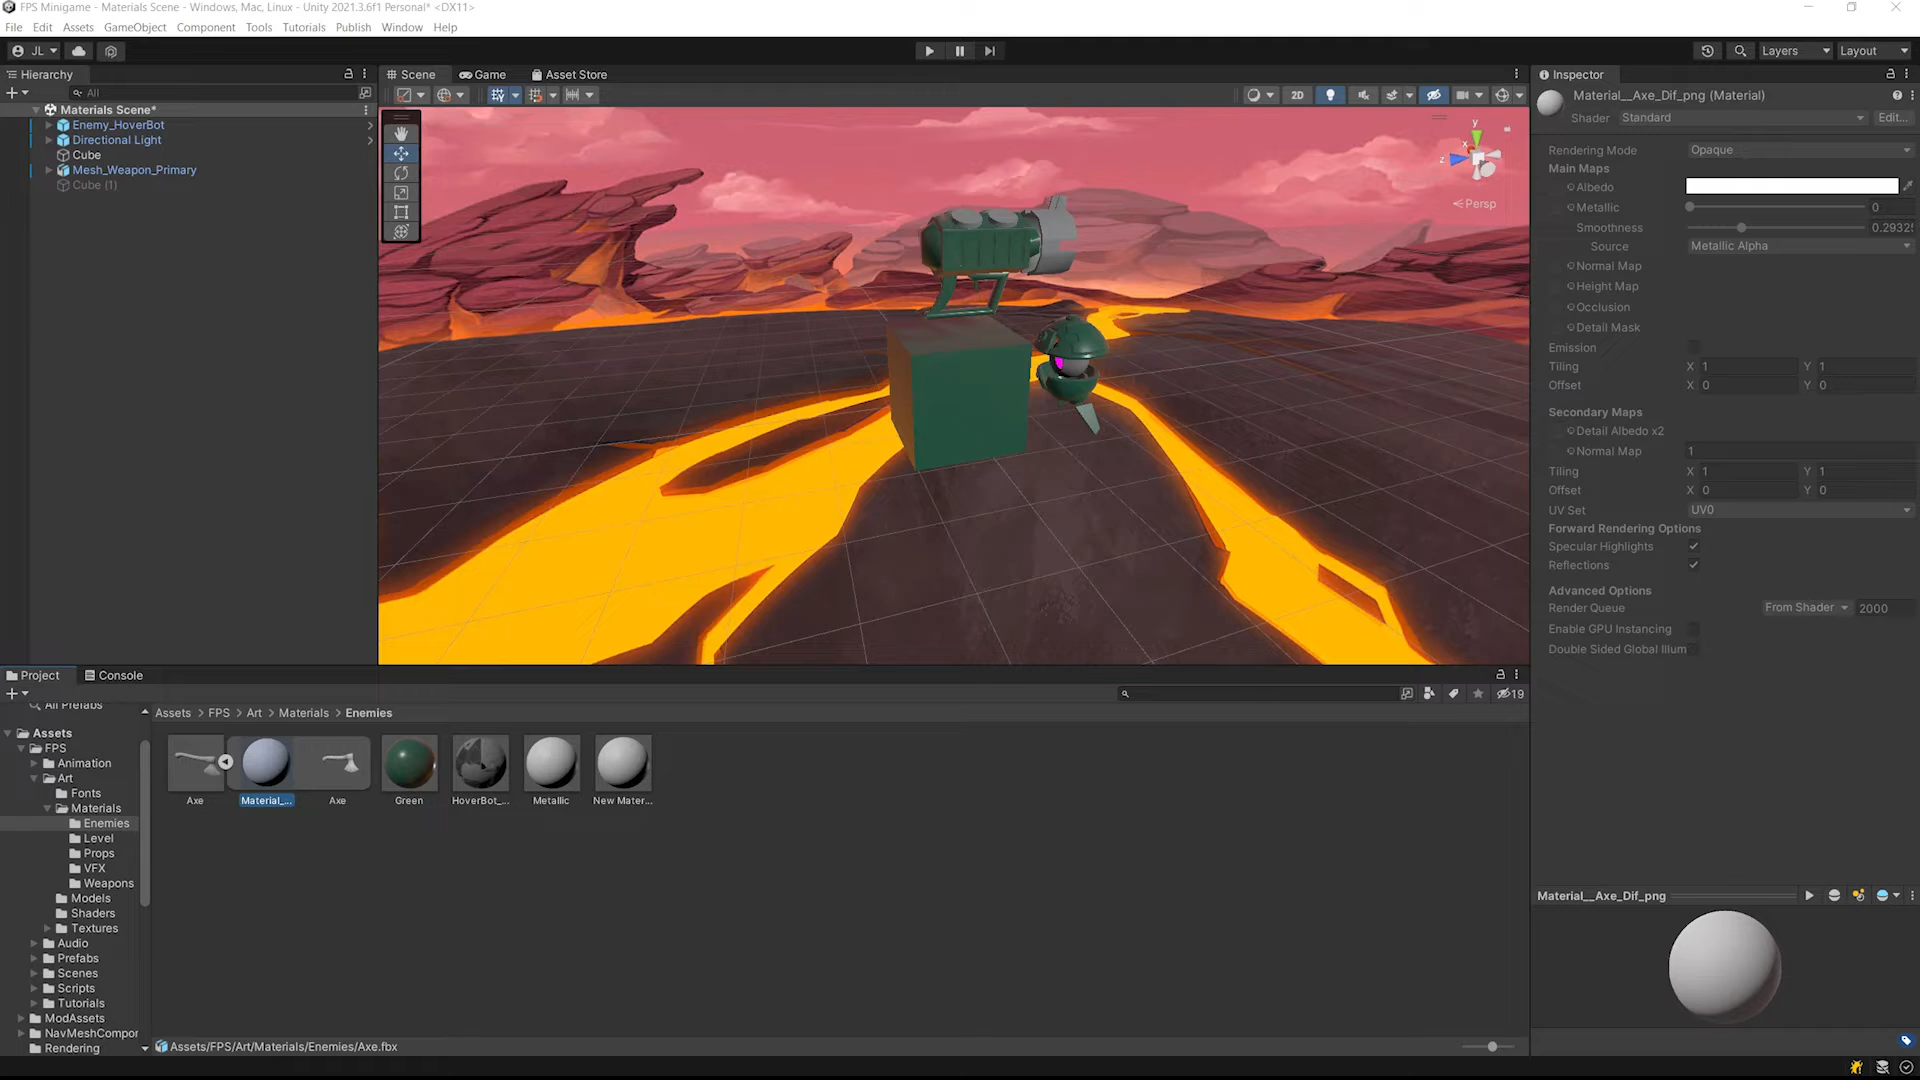 FPS Minigame - Materials Scene - Windows, Mac, Linux - Unity 2021.3.6f1 Personal* <DX11>
File Edit Assets GameObject Component Tools Tutorials Publish Window Help
JL Layers Layout
Hierarchy
All
Materials Scene*
Enemy_HoverBot
Directional Light
Cube
Mesh_Weapon_Primary
Cube (1)
Scene Game Asset Store
2D
y
x
z
Persp
Inspector
Material__Axe_Dif_png (Material)
Shader Standard Edit...
Rendering Mode Opaque
Main Maps
Albedo
Metallic 0
Smoothness 0.2932
Source Metallic Alpha
Normal Map
Height Map
Occlusion
Detail Mask
Emission
Tiling X 1 Y 1
Offset X 0 Y 0
Secondary Maps
Detail Albedo x2
Normal Map 1
Tiling X 1 Y 1
Offset X 0 Y 0
UV Set UV0
Forward Rendering Options
Specular Highlights
Reflections
Advanced Options
Render Queue From Shader 2000
Enable GPU Instancing
Double Sided Global Illum
Project Console
19
All Prefabs
Assets
FPS
Animation
Art
Fonts
Materials
Enemies
Level
Props
VFX
Weapons
Models
Shaders
Textures
Audio
Prefabs
Scenes
Scripts
Tutorials
ModAssets
NavMeshCompor
Rendering
Assets > FPS > Art > Materials > Enemies
Axe Material_... Axe Green HoverBot_... Metallic New Mater...
Assets/FPS/Art/Materials/Enemies/Axe.fbx
Material__Axe_Dif_png